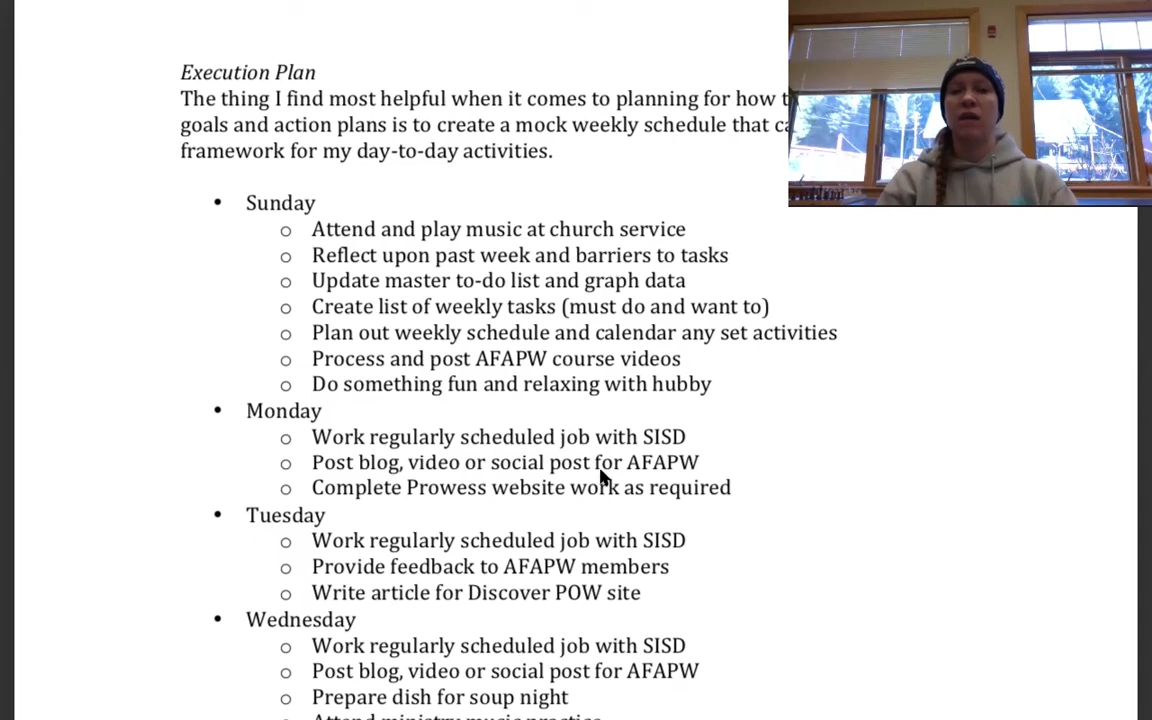 Execution Plan
The thing I find most helpful when it comes to planning for how
goals and action plans is to create a mock weekly schedule that
framework for my day-to-day activities.
• Sunday
o Attend and play music at church service
o Reflect upon past week and barriers to tasks
o Update master to-do list and graph data
o Create list of weekly tasks (must do and want to)
o Plan out weekly schedule and calendar any set activities
o Process and post AFAPW course videos
o Do something fun and relaxing with hubby
• Monday
o Work regularly scheduled job with SISD
o Post blog, video or social post for AFAPW
o Complete Prowess website work as required
• Tuesday
o Work regularly scheduled job with SISD
o Provide feedback to AFAPW members
o Write article for Discover POW site
• Wednesday
o Work regularly scheduled job with SISD
o Post blog, video or social post for AFAPW
o Prepare dish for soup night
o Attend ministry music practice